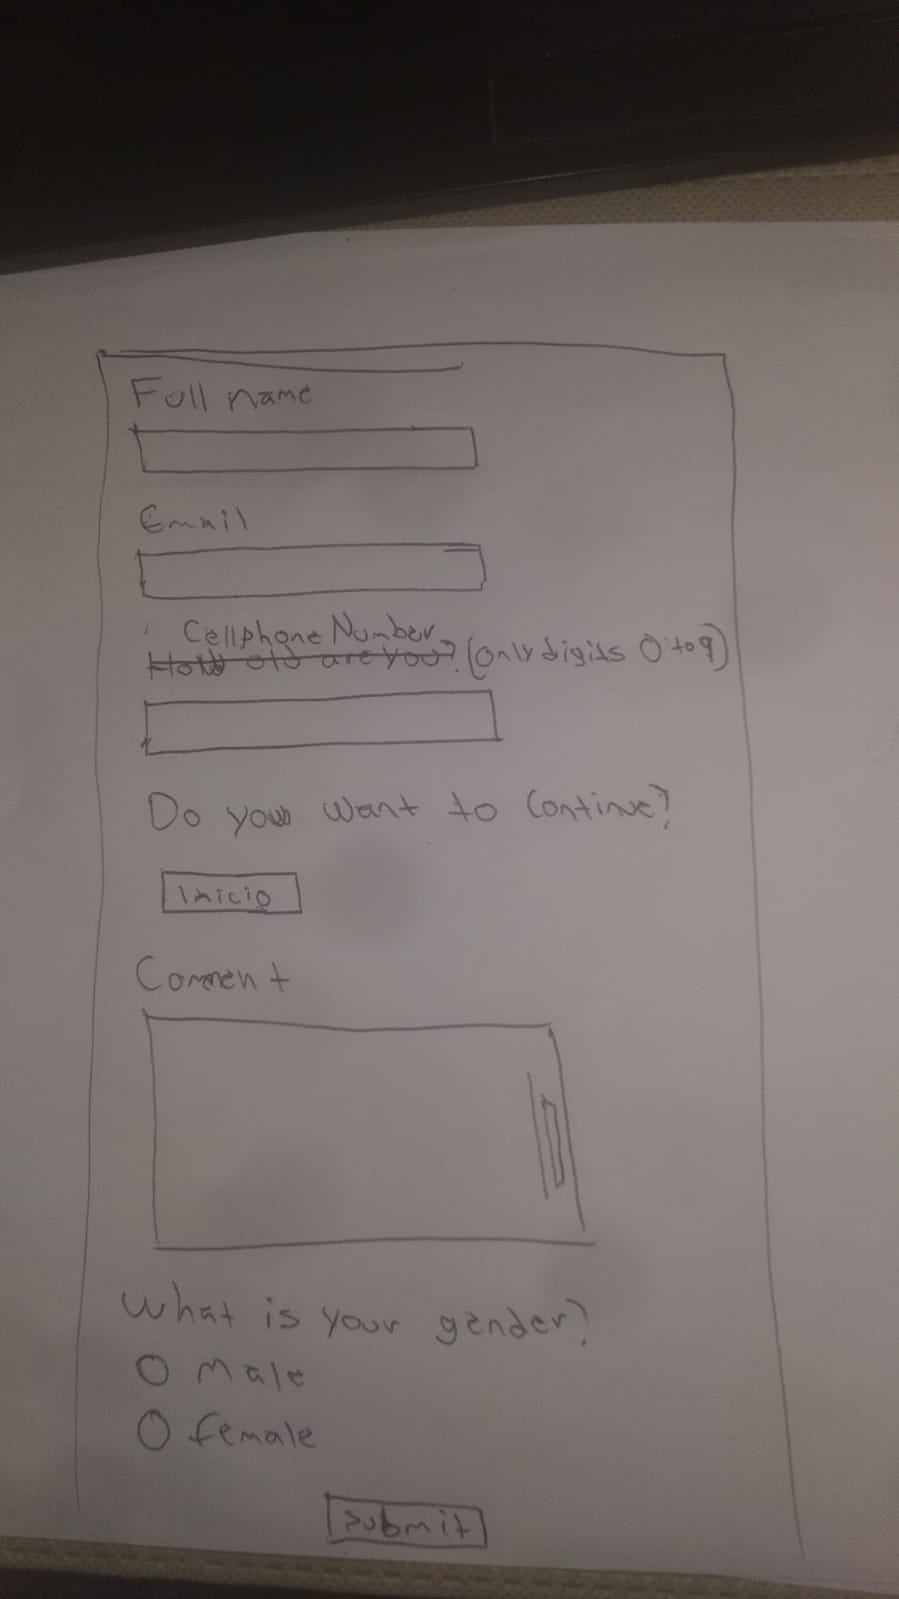 Full name
Email
Cellphone Number
How old are you? (only digits 0 to 9)
Do you want to continue?
Inicio
Comment
What is your gender?
Male
female
submit